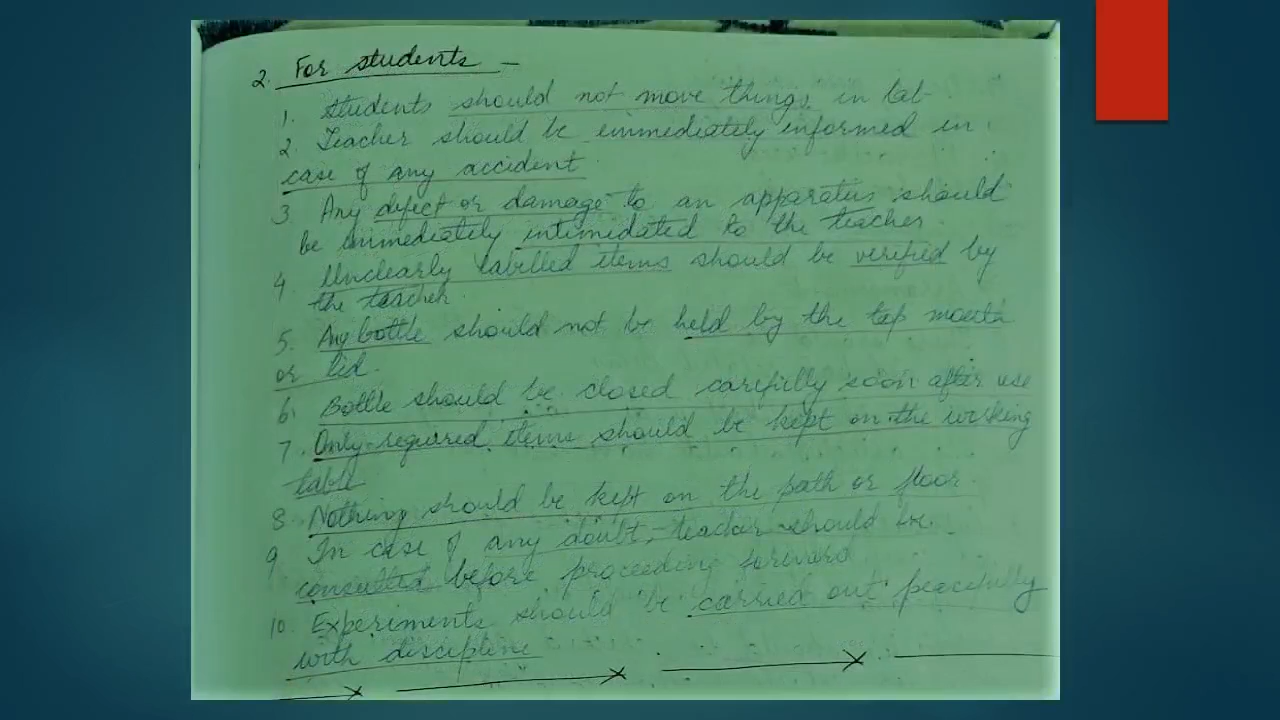 2. For students -
1. Students should not move things in lab-
2. Teacher should be emmediately informed in
case of any accident
3 Any defect or damage to an apparatus should
be immediately intimidated to the teacher
4 Unclearly labelled items should be verified by
the teacher.
5. Any bottle should not be held by the top mouth
or lid.
6. Bottle should be closed carefully soon after use
7. Only required items should be kept on the working
table
8 Nothing should be kept on the path or floor.
9 In case of any doubt, teacher should be
consulted before proceeding forward
10. Experiments should be carried out peacefully
with discipline